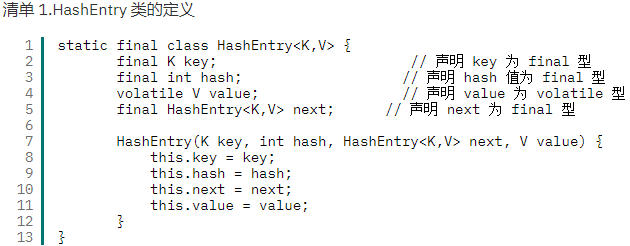 清单 1.HashEntry 类的定义
1 static final class HashEntry<K,V> {
2 final K key; // 声明 key 为 final 型
3 final int hash; // 声明 hash 值为 final 型
4 volatile V value; // 声明 value 为 volatile 型
5 final HashEntry<K,V> next; // 声明 next 为 final 型
6
7 HashEntry(K key, int hash, HashEntry<K,V> next, V value) {
8 this.key = key;
9 this.hash = hash;
10 this.next = next;
11 this.value = value;
12 }
13 }